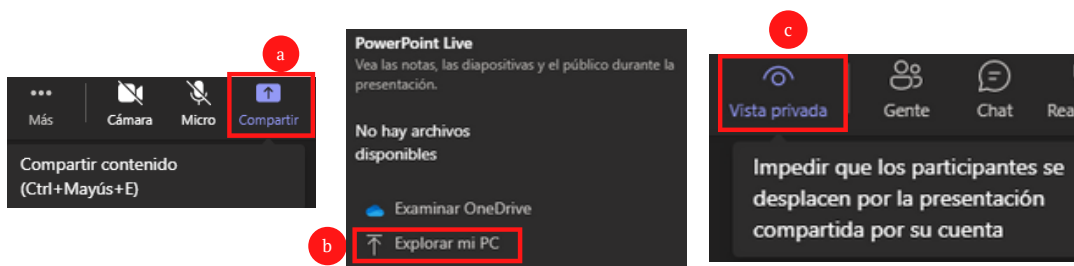 a
Más
Cámara
Micro
Compartir
Compartir contenido
(Ctrl+Mayús+E)
PowerPoint Live
Vea las notas, las diapositivas y el público durante la
presentación.
No hay archivos
disponibles
Examinar OneDrive
b
Explorar mi PC
c
Vista privada
Gente
Chat
Rea
Impedir que los participantes se
desplacen por la presentación
compartida por su cuenta